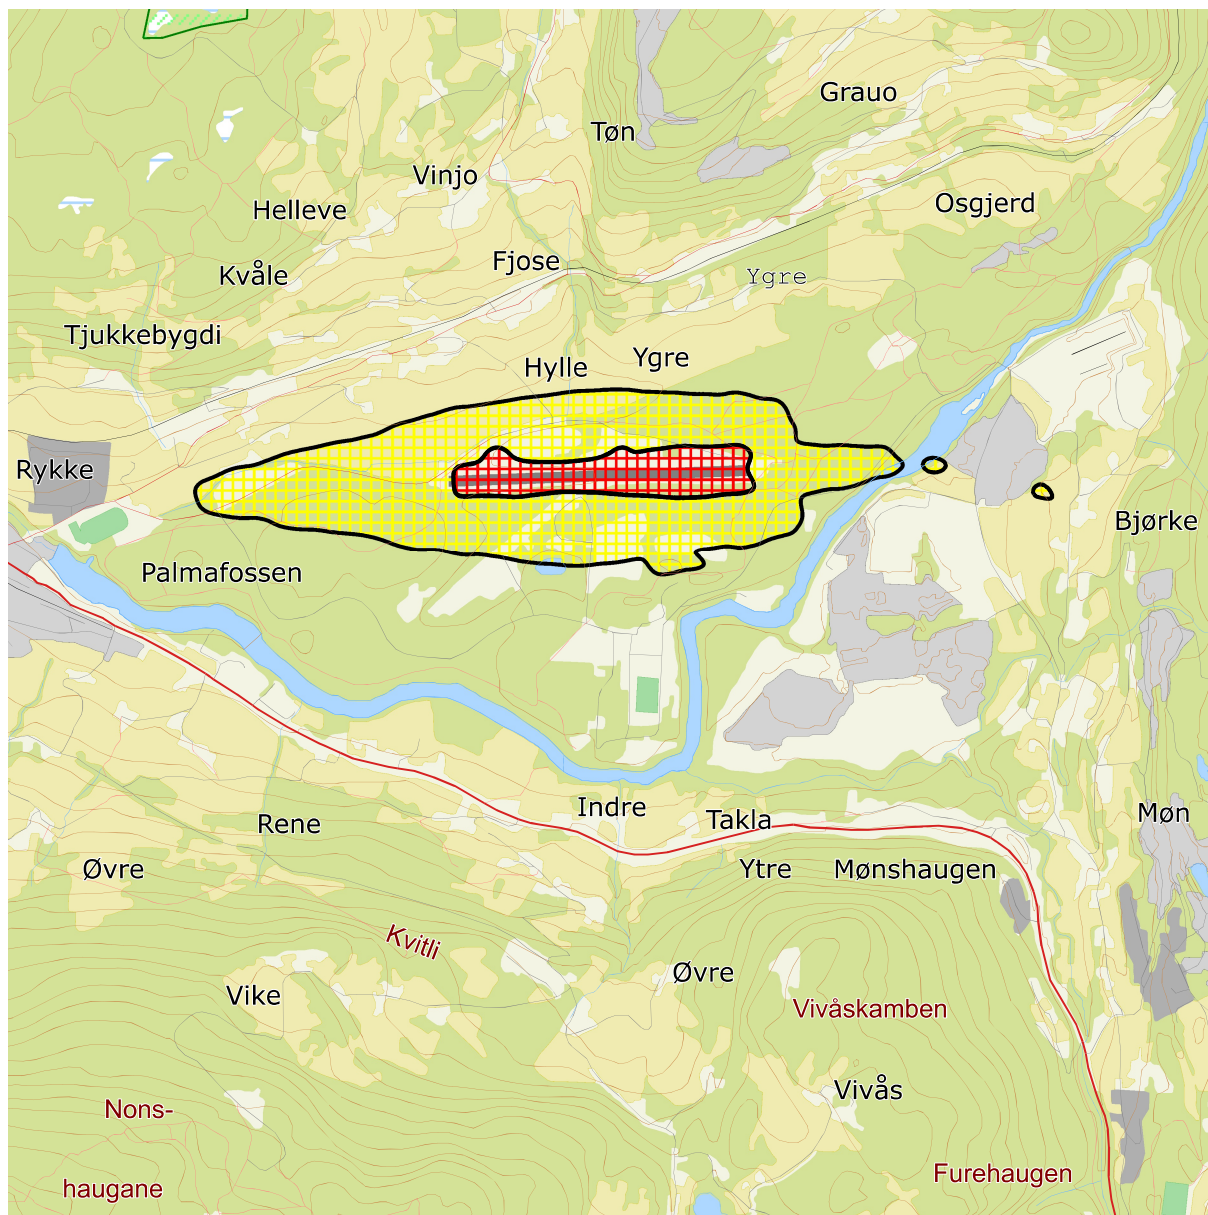 Grauo
Tøn
Vinjo
Osgjerd
Helleve
Fjose
Kvåle
Ygre
Tjukkebygdi
Ygre
Hylle
Rykke
Bjørke
Palmafossen
Indre
Møn
Takla
Rene
Øvre
Ytre
Mønshaugen
Kvitli
Øvre
Vike
Vivåskamben
Vivås
Nons-
haugane
Furehaugen